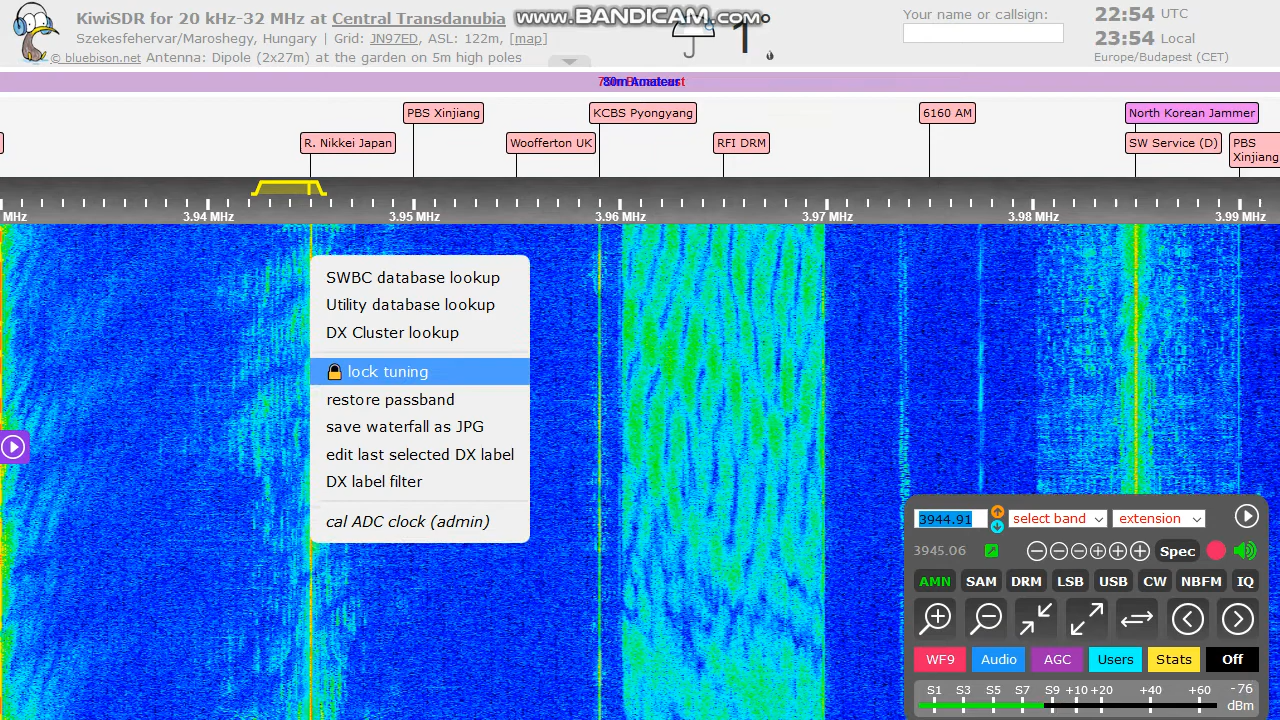 KiwiSDR for 20 kHz-32 MHz at Central Transdanubia
Szekesfehervar/Maroshegy, Hungary | Grid: JN97ED, ASL: 122m, [map]
© bluebison.net Antenna: Dipole (2x27m) at the garden on 5m high poles
www.BANDICAM.com
1
Your name or callsign:
22:54 UTC
23:54 Local
Europe/Budapest (CET)
80m Amateur
PBS Xinjiang
KCBS Pyongyang
6160 AM
North Korean Jammer
R. Nikkei Japan
Woofferton UK
RFI DRM
SW Service (D)
PBS
Xinjiang
MHz
3.94 MHz
3.95 MHz
3.96 MHz
3.97 MHz
3.98 MHz
3.99 MHz
SWBC database lookup
Utility database lookup
DX Cluster lookup
lock tuning
restore passband
save waterfall as JPG
edit last selected DX label
DX label filter
cal ADC clock (admin)
3944.91
select band
extension
3945.06
Spec
AMN SAM DRM LSB USB CW NBFM IQ
WF9 Audio AGC Users Stats Off
S1 S3 S5 S7 S9 +10 +20 +40 +60 -76
dBm